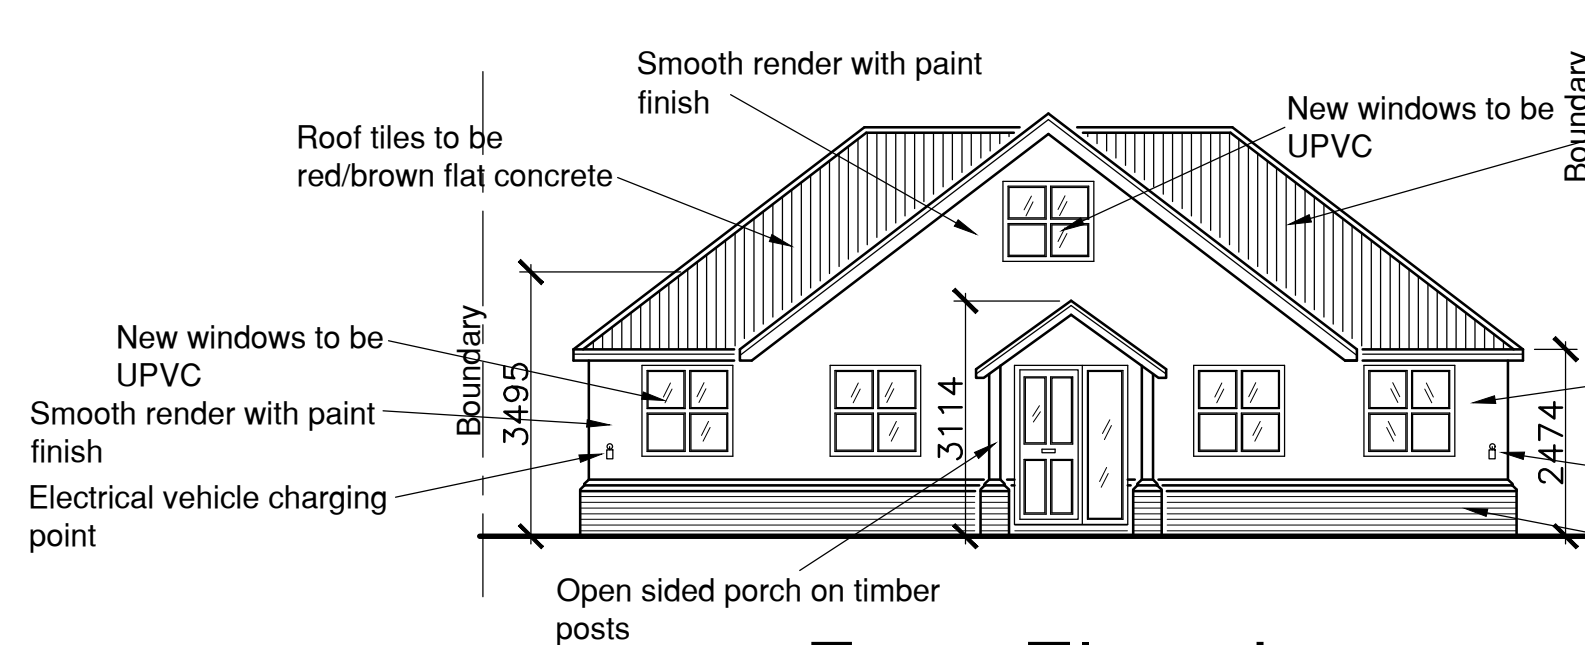 Smooth render with paint
finish
New windows to be
UPVC
Boundary
Roof tiles to be
red/brown flat concrete
New windows to be
UPVC
Boundary
3495
3114
2474
Smooth render with paint
finish
Electrical vehicle charging
point
Open sided porch on timber
posts